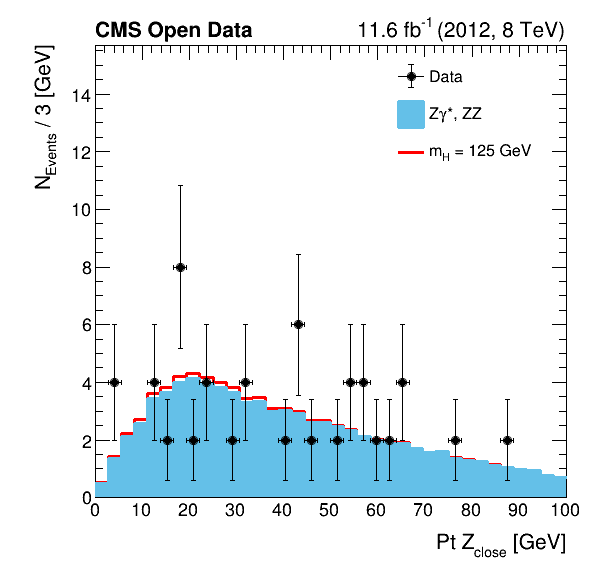 CMS Open Data 11.6 fb⁻¹ (2012, 8 TeV)
N_Events / 3 [GeV]
Data
Zγ*, ZZ
m_H = 125 GeV
14
12
10
8
6
4
2
0
0 10 20 30 40 50 60 70 80 90 100
Pt Z_close [GeV]